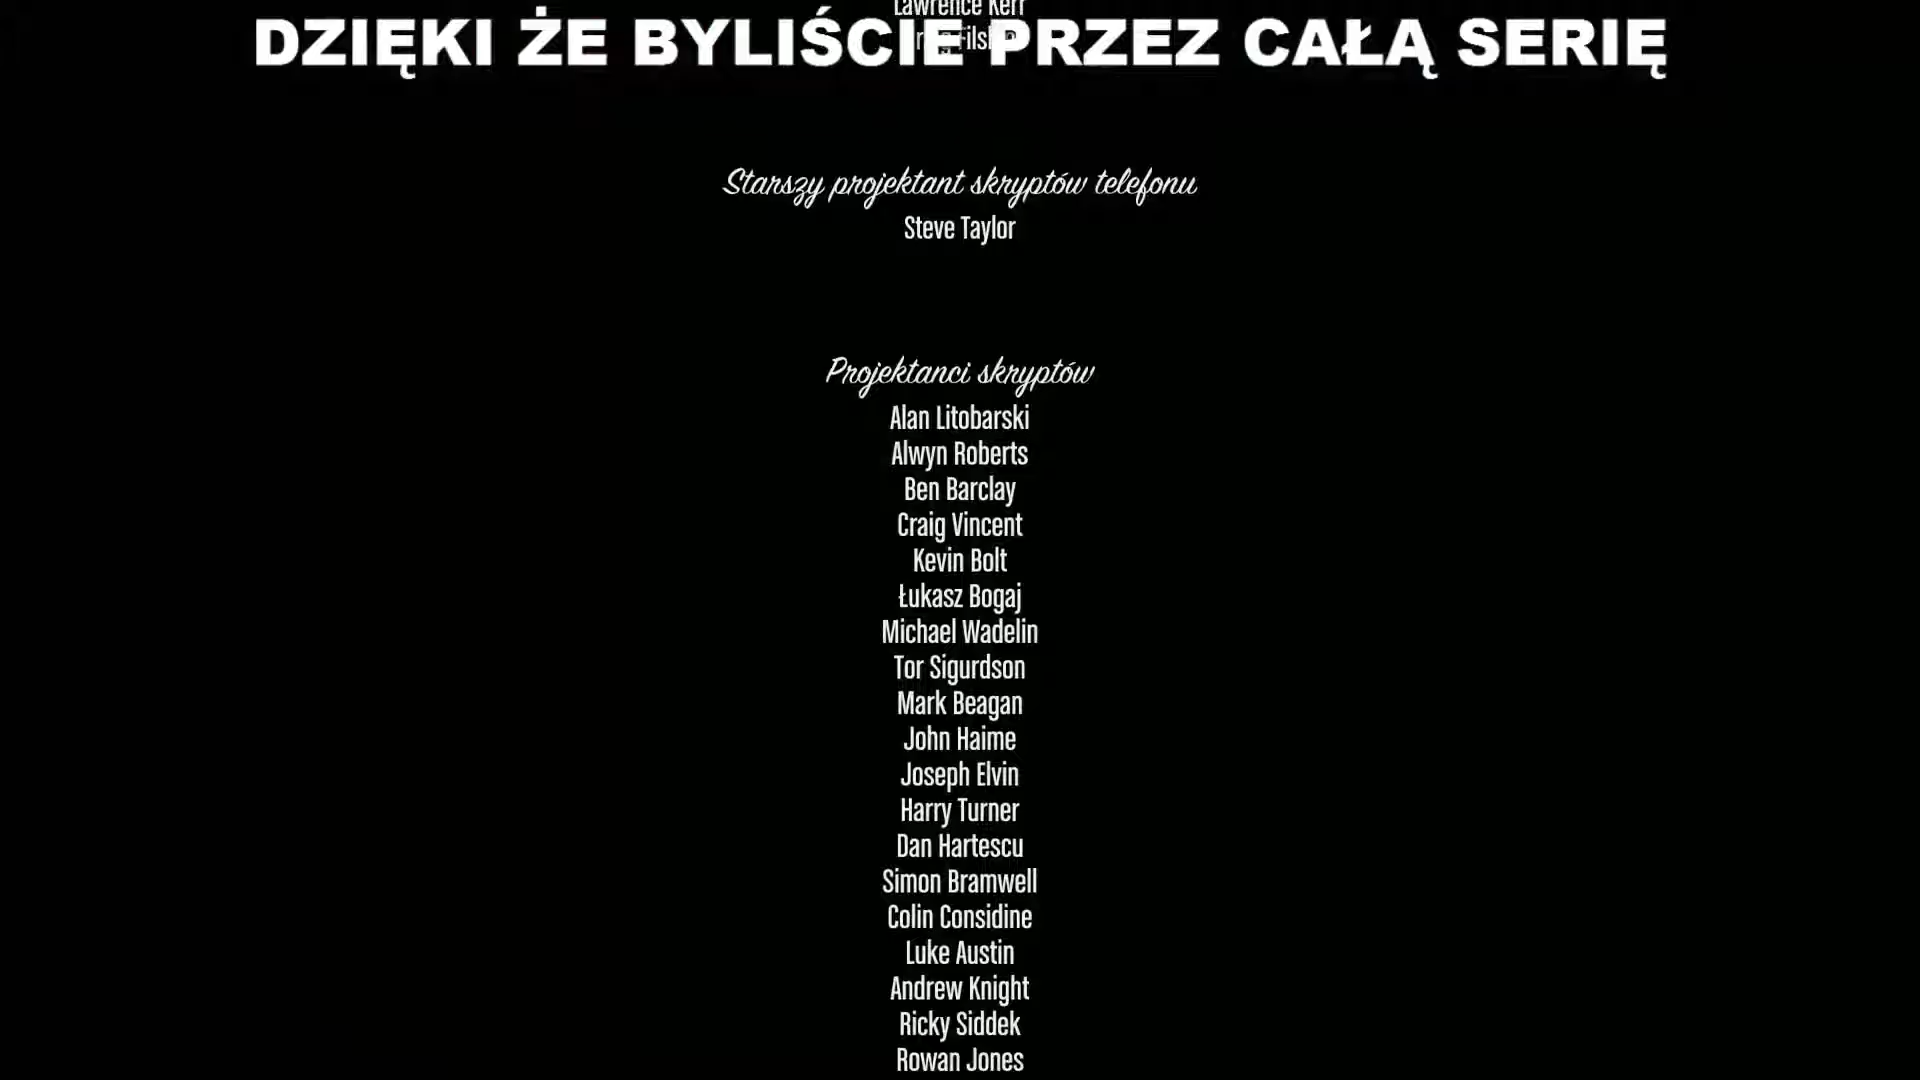 Lawrence Kerr
DZIĘKI ŻE BYLIŚCIE PRZEZ CAŁĄ SERIĘ
Starszy projektant skryptów telefonu
Steve Taylor
Projektanci skryptów
Alan Litobarski
Alwyn Roberts
Ben Barclay
Craig Vincent
Kevin Bolt
Łukasz Bogaj
Michael Wadelin
Tor Sigurdson
Mark Beagan
John Haime
Joseph Elvin
Harry Turner
Dan Hartescu
Simon Bramwell
Colin Considine
Luke Austin
Andrew Knight
Ricky Siddek
Rowan Jones